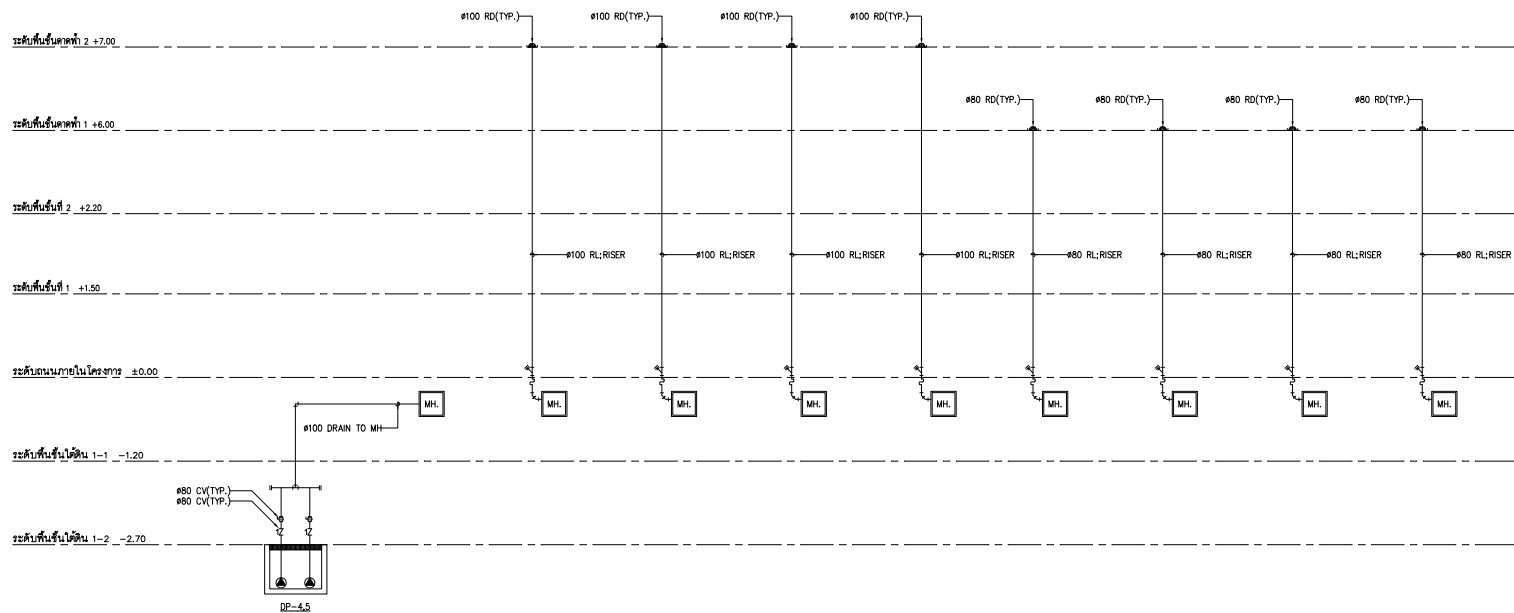 ø100 RD(TYP.) ø100 RD(TYP.) ø100 RD(TYP.) ø100 RD(TYP.)
ระดับพื้นชั้นดาดฟ้า 2 +7.00
ø80 RD(TYP.) ø80 RD(TYP.) ø80 RD(TYP.) ø80 RD(TYP.)
ระดับพื้นชั้นดาดฟ้า 1 +6.00
ระดับพื้นชั้นที่ 2 +2.20
ø100 RL;RISER ø100 RL;RISER ø100 RL;RISER ø100 RL;RISER ø80 RL;RISER ø80 RL;RISER ø80 RL;RISER ø80 RL;RISER
ระดับพื้นชั้นที่ 1 +1.50
ระดับถนนภายในโครงการ ±0.00
MH. MH. MH. MH. MH. MH. MH. MH. MH.
ø100 DRAIN TO MH
ระดับพื้นชั้นใต้ดิน 1-1 -1.20
ø80 CV(TYP.)
ø80 CV(TYP.)
ระดับพื้นชั้นใต้ดิน 1-2 -2.70
DP-4,5